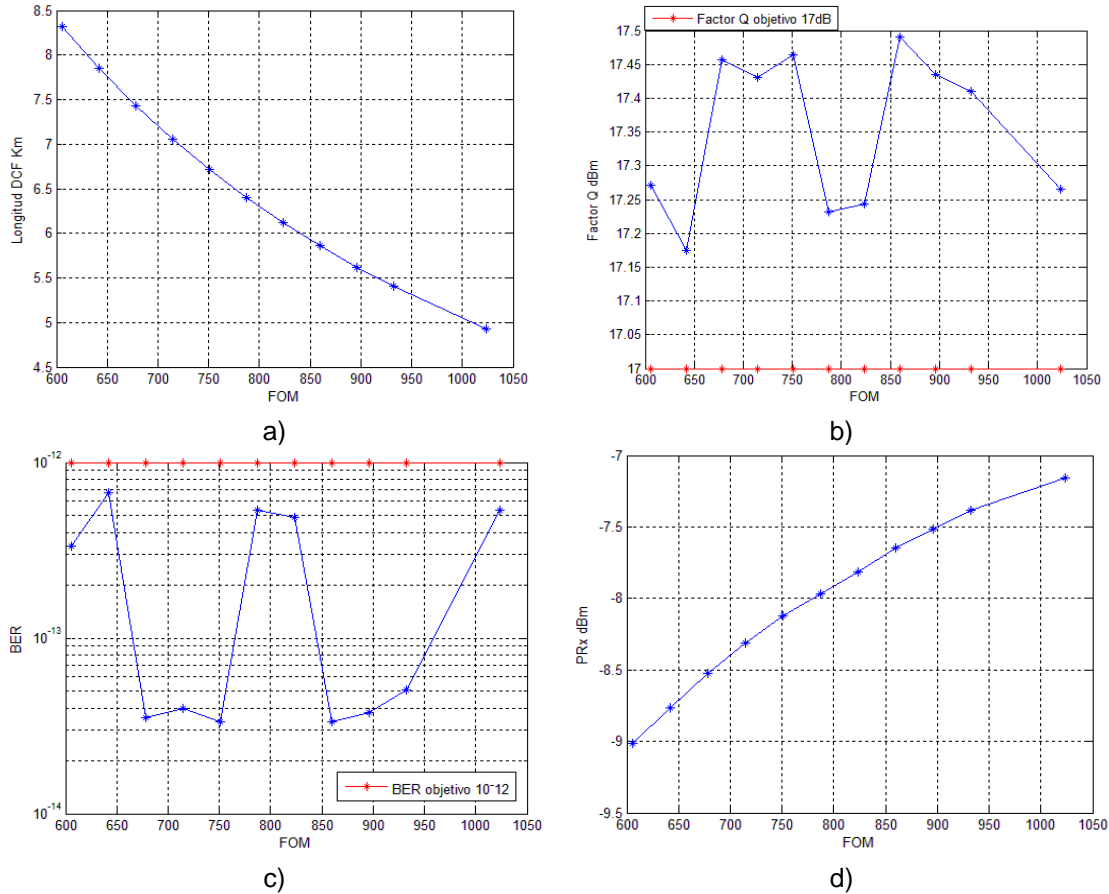 8.5
8
7.5
7
6.5
6
5.5
5
4.5
Longitud DCF Km
600 650 700 750 800 850 900 950 1000 1050
FOM
a)
Factor Q objetivo 17dB
17.5
17.45
17.4
17.35
17.3
17.25
17.2
17.15
17.1
17.05
17
Factor Q dBm
600 650 700 750 800 850 900 950 1000 1050
FOM
b)
10-12
10-13
10-14
BER
BER objetivo 10-12
600 650 700 750 800 850 900 950 1000 1050
FOM
c)
-7
-7.5
-8
-8.5
-9
-9.5
PRx dBm
600 650 700 750 800 850 900 950 1000 1050
FOM
d)